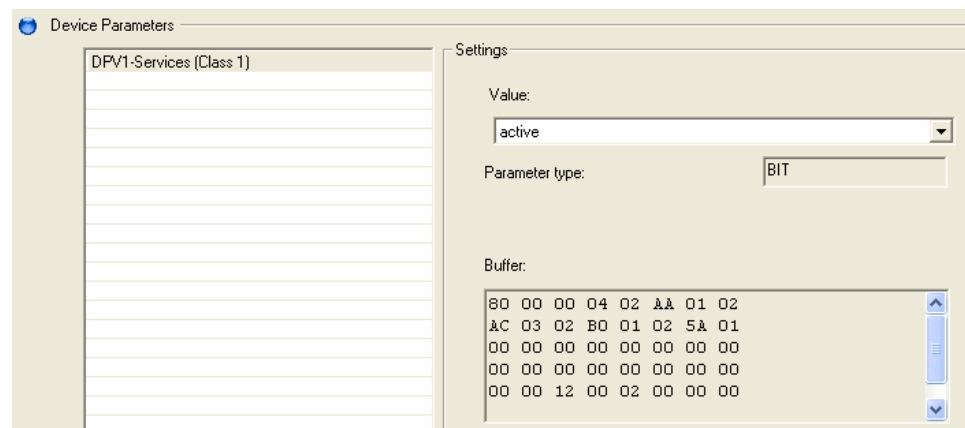 Device Parameters
DPV1-Services (Class 1)
Settings
Value:
active
Parameter type:
BIT
Buffer:
80 00 00 04 02 AA 01 02
AC 03 02 B0 01 02 5A 01
00 00 00 00 00 00 00 00
00 00 00 00 00 00 00 00
00 00 12 00 02 00 00 00